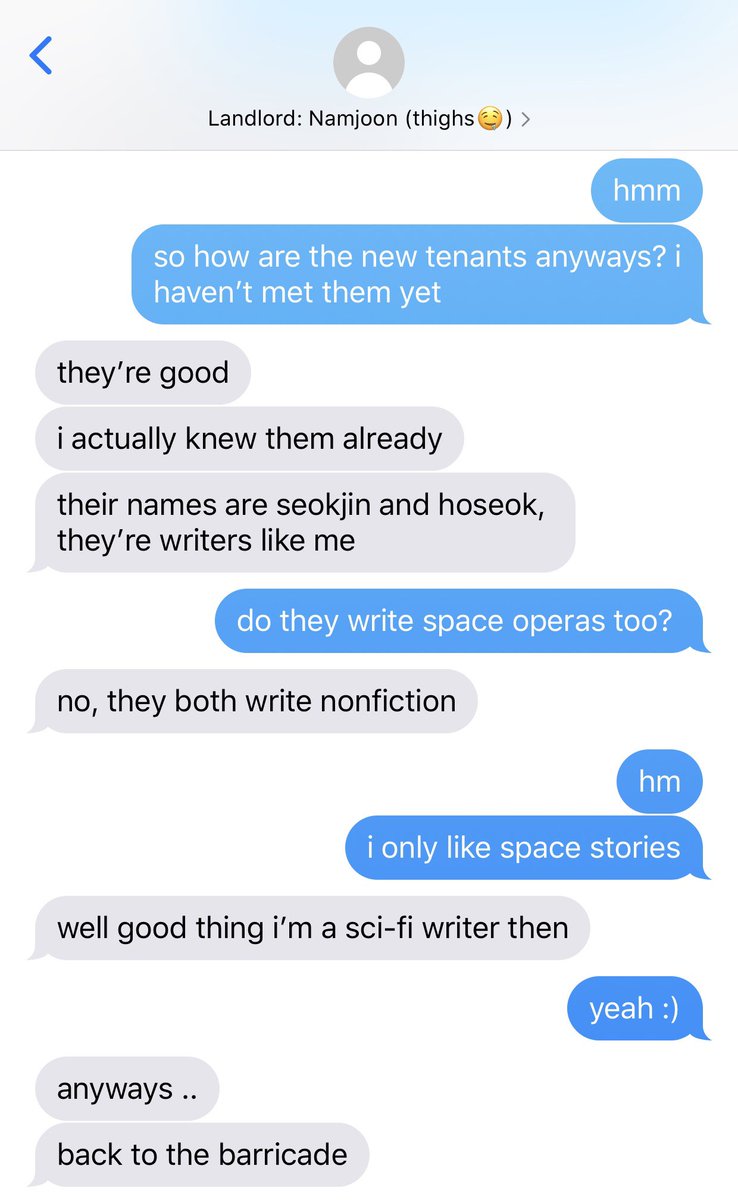 Landlord: Namjoon (thighs🤤) >
hmm
so how are the new tenants anyways? i
haven’t met them yet
they’re good
i actually knew them already
their names are seokjin and hoseok,
they’re writers like me
do they write space operas too?
no, they both write nonfiction
hm
i only like space stories
well good thing i’m a sci-fi writer then
yeah :)
anyways ..
back to the barricade